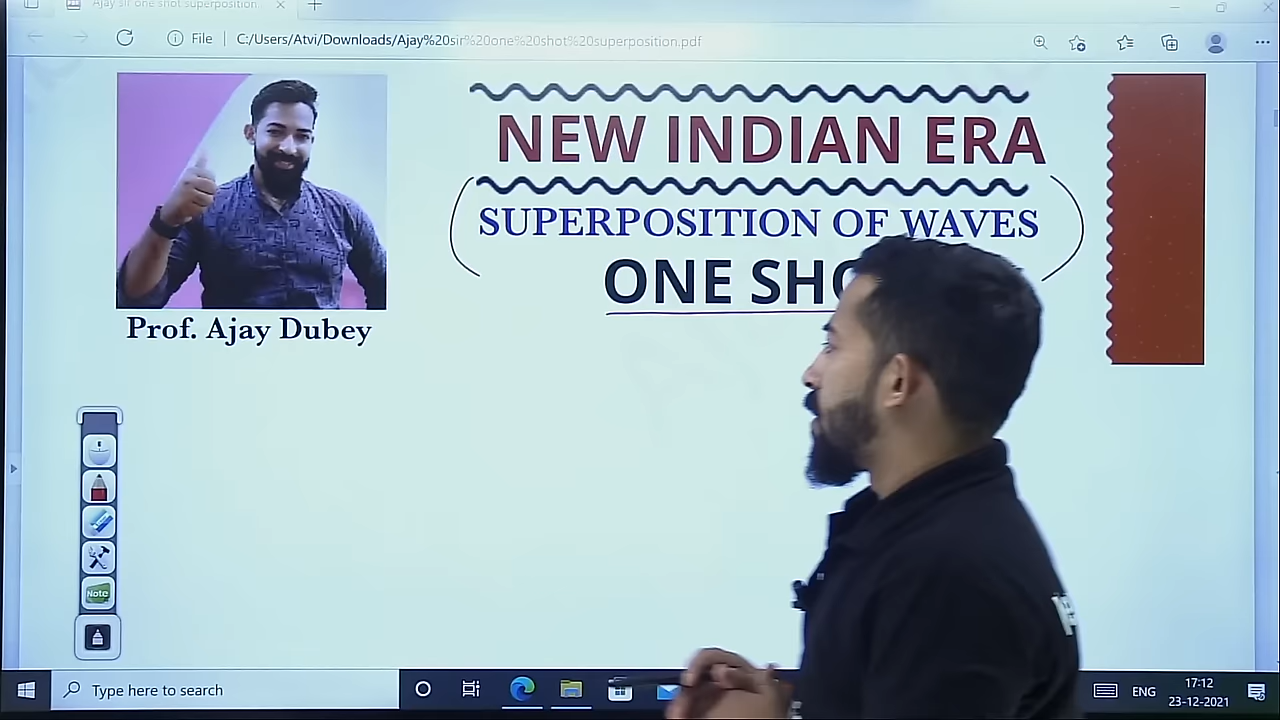 Ajay sir one shot superposition
File
C:/Users/Atvi/Downloads/Ajay%20sir%20one%20shot%20superposition.pdf
NEW INDIAN ERA
SUPERPOSITION OF WAVES
ONE SHO
Prof. Ajay Dubey
Note
Type here to search
ENG
17:12
23-12-2021